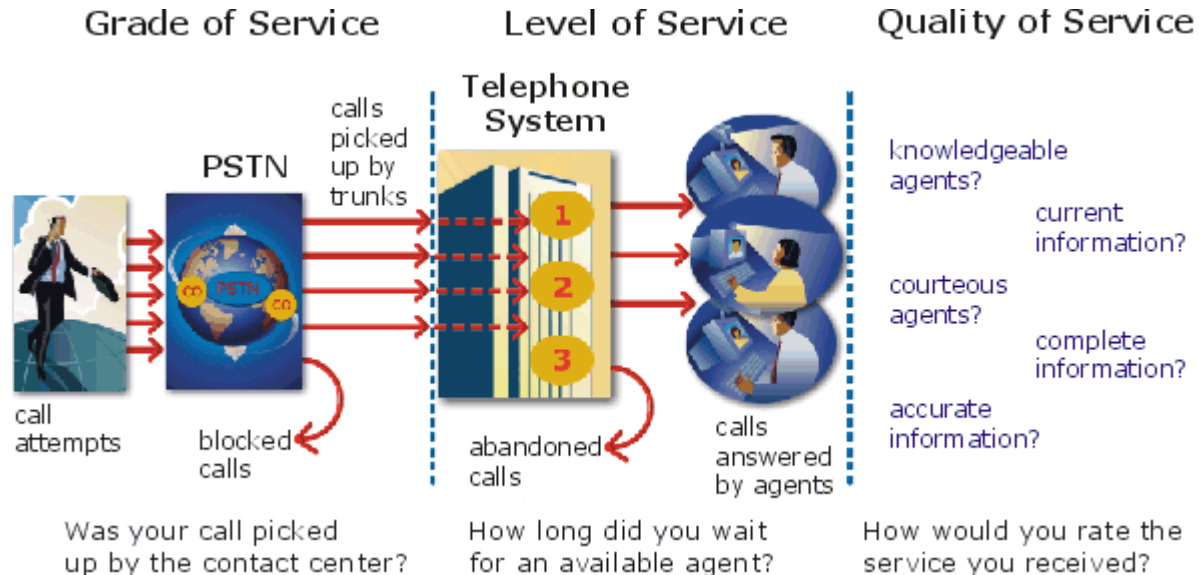 Grade of Service
Level of Service
Quality of Service
calls
picked
up by
trunks
PSTN
Telephone
System
CO
PSTN
CO
1
2
3
call
attempts
blocked
calls
abandoned
calls
calls
answered
by agents
knowledgeable
agents?
current
information?
courteous
agents?
complete
information?
accurate
information?
Was your call picked
up by the contact center?
How long did you wait
for an available agent?
How would you rate the
service you received?